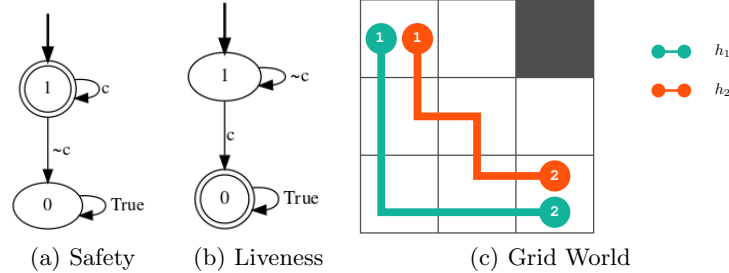 1
c
~c
0
True
(a) Safety
1
~c
c
0
True
(b) Liveness
1 1
2
2
(c) Grid World
h₁
h₂